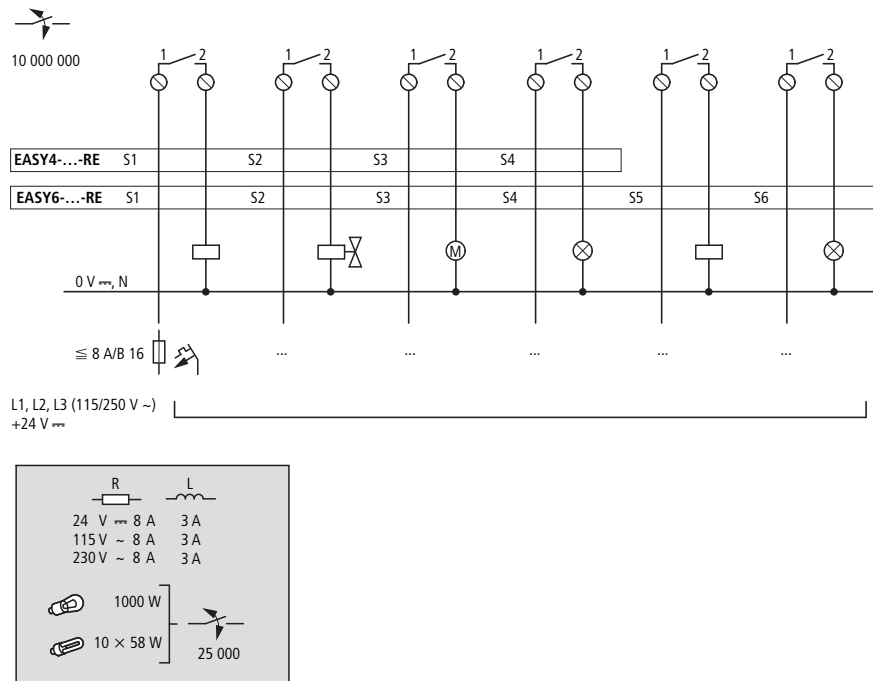 10 000 000
1 2 1 2 1 2 1 2 1 2 1 2
EASY4-...-RE S1 S2 S3 S4
EASY6-...-RE S1 S2 S3 S4 S5 S6
M
0 V ⎓, N
≦ 8 A/B 16 ... ... ... ... ...
L1, L2, L3 (115/250 V ~)
+24 V ⎓
R L
24 V ⎓ 8 A 3 A
115 V ~ 8 A 3 A
230 V ~ 8 A 3 A
1000 W
10 × 58 W
25 000